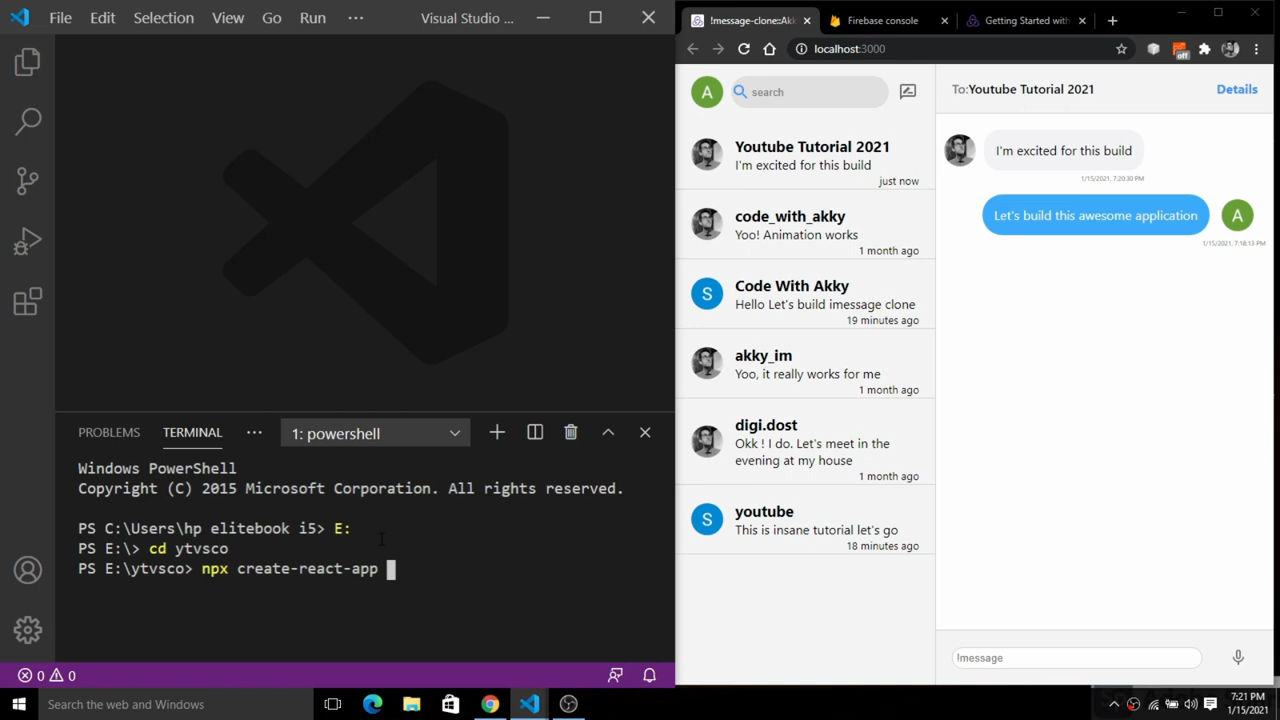 File Edit Selection View Go Run ··· Visual Studio ...
PROBLEMS TERMINAL ··· 1: powershell
Windows PowerShell
Copyright (C) 2015 Microsoft Corporation. All rights reserved.
PS C:\Users\hp elitebook i5> E:
PS E:\> cd ytvsco
PS E:\ytvsco> npx create-react-app
0 0
!message-clone::Akk
Firebase console
Getting Started with
localhost:3000
off
A
search
Youtube Tutorial 2021
I'm excited for this build
just now
code_with_akky
Yoo! Animation works
1 month ago
S
Code With Akky
Hello Let's build imessage clone
19 minutes ago
akky_im
Yoo, it really works for me
1 month ago
digi.dost
Okk ! I do. Let's meet in the
evening at my house
1 month ago
S
youtube
This is insane tutorial let's go
18 minutes ago
To:Youtube Tutorial 2021
Details
I'm excited for this build
1/15/2021, 7:20:30 PM
Let's build this awesome application
A
1/15/2021, 7:18:13 PM
!message
Search the web and Windows
7:21 PM
1/15/2021